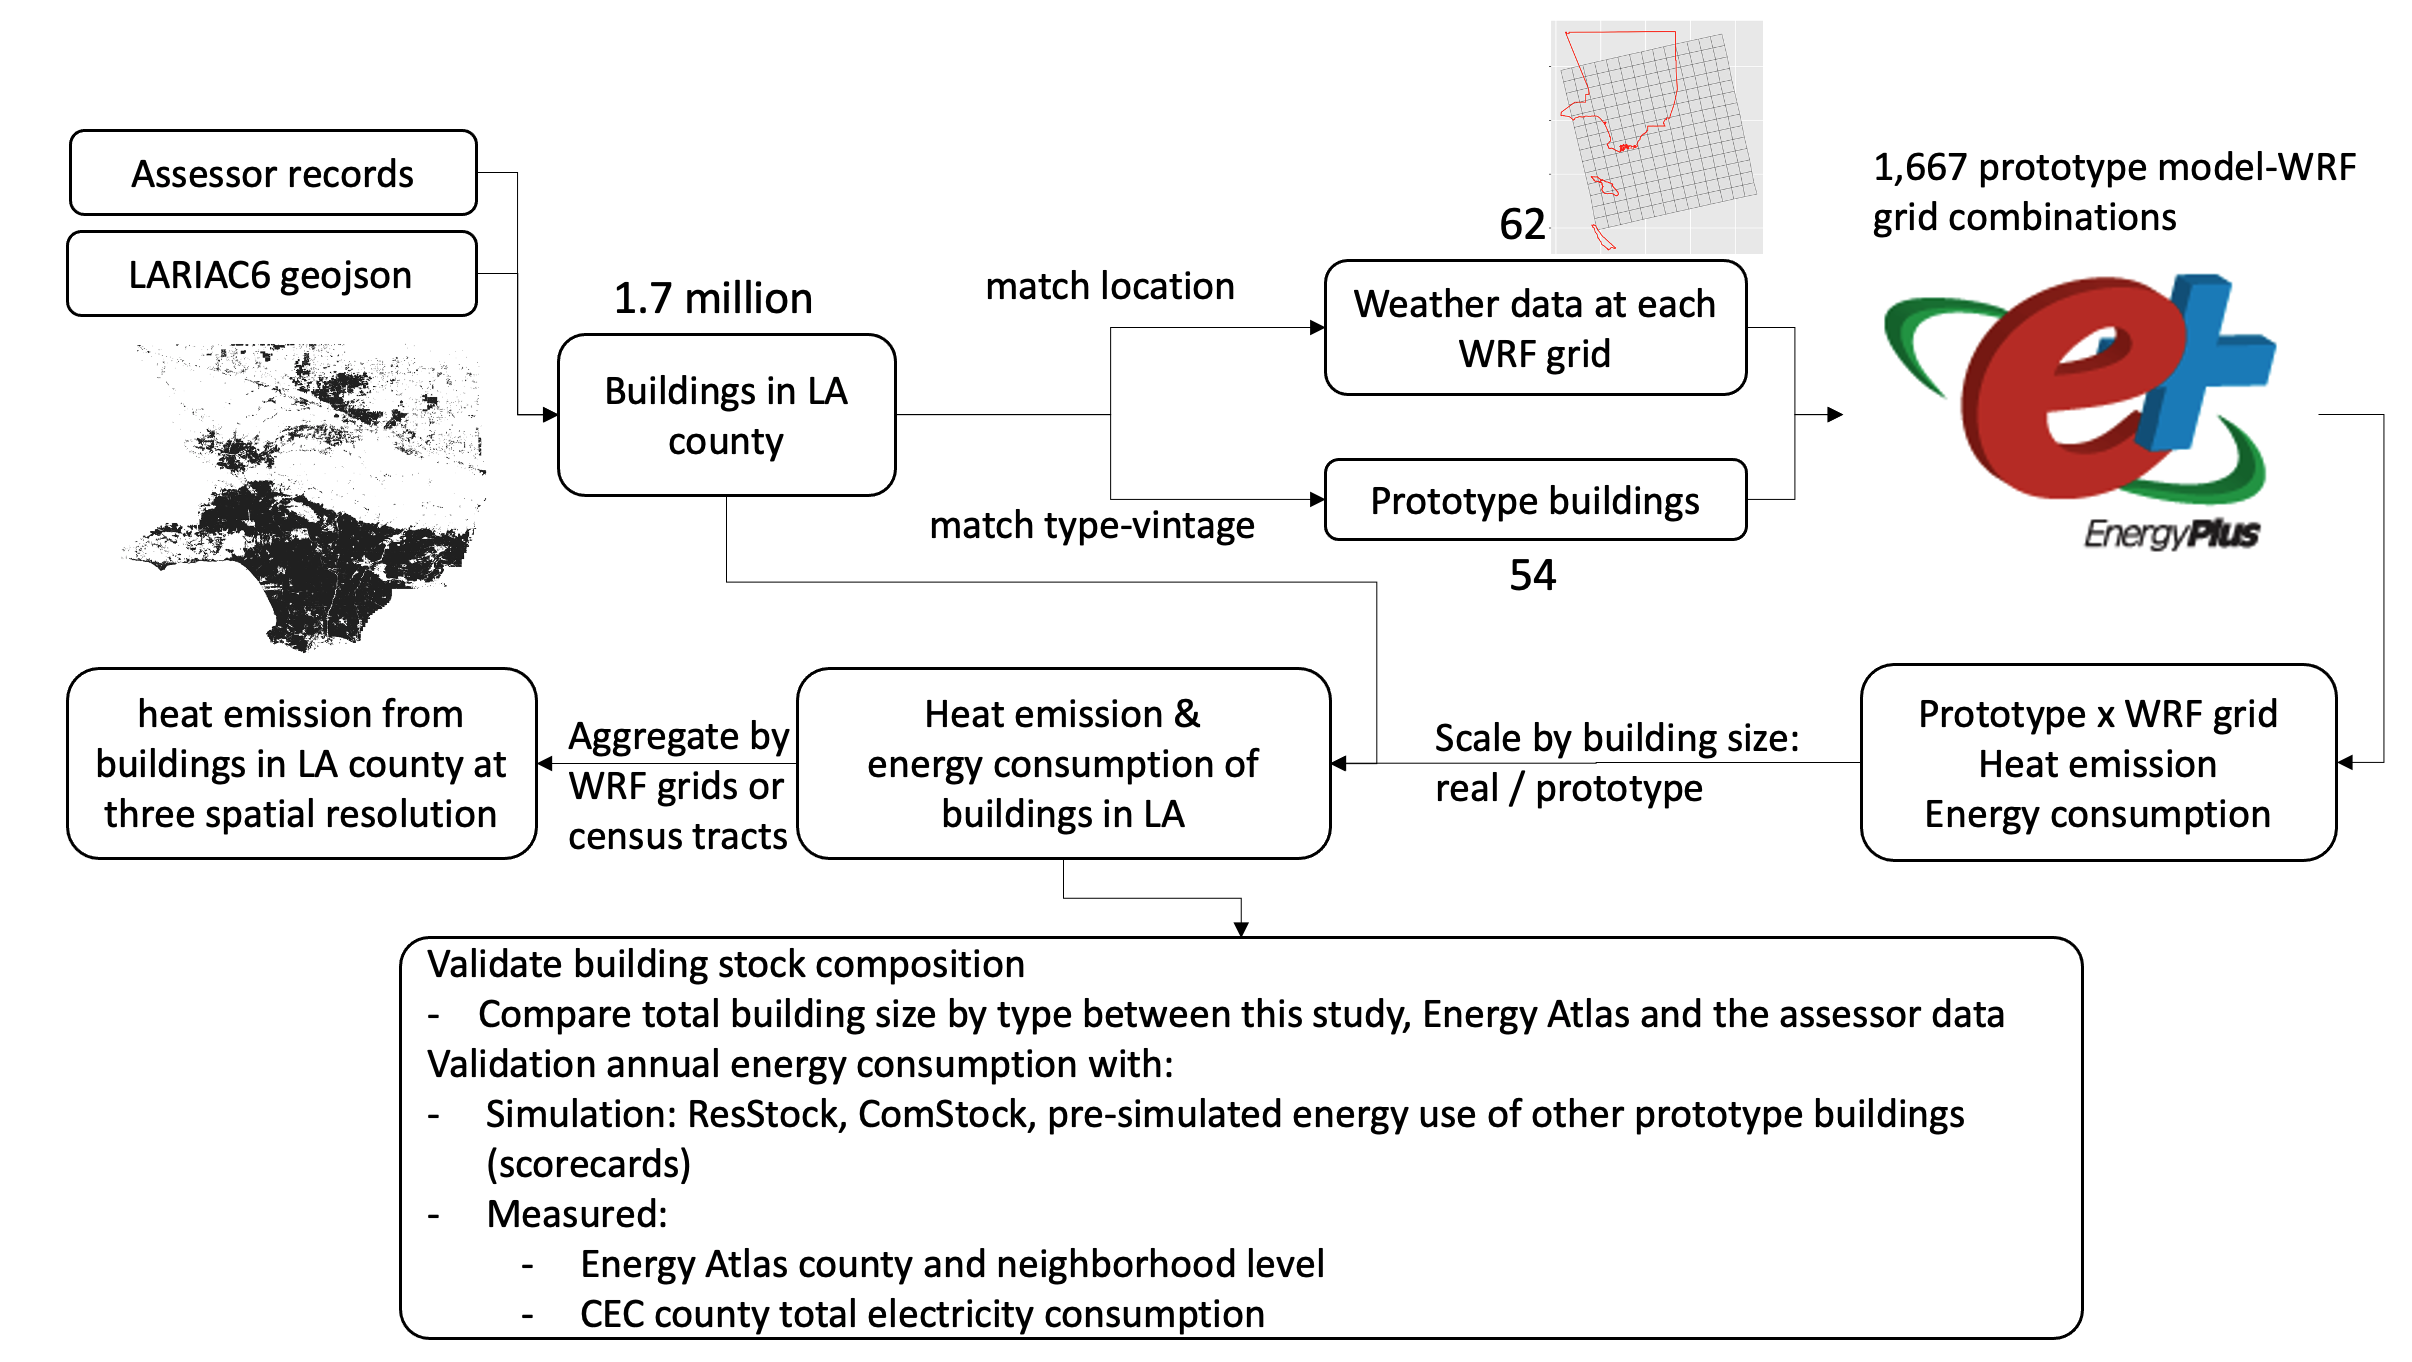 Assessor records
LARIAC6 geojson
1.7 million
Buildings in LA
county
match location
match type-vintage
62
Weather data at each
WRF grid
Prototype buildings
54
1,667 prototype model-WRF
grid combinations
e+
EnergyPlus
Prototype x WRF grid
Heat emission
Energy consumption
Scale by building size:
real / prototype
Heat emission &
energy consumption of
buildings in LA
Aggregate by
WRF grids or
census tracts
heat emission from
buildings in LA county at
three spatial resolution
Validate building stock composition
- Compare total building size by type between this study, Energy Atlas and the assessor data
Validation annual energy consumption with:
- Simulation: ResStock, ComStock, pre-simulated energy use of other prototype buildings
(scorecards)
- Measured:
- Energy Atlas county and neighborhood level
- CEC county total electricity consumption